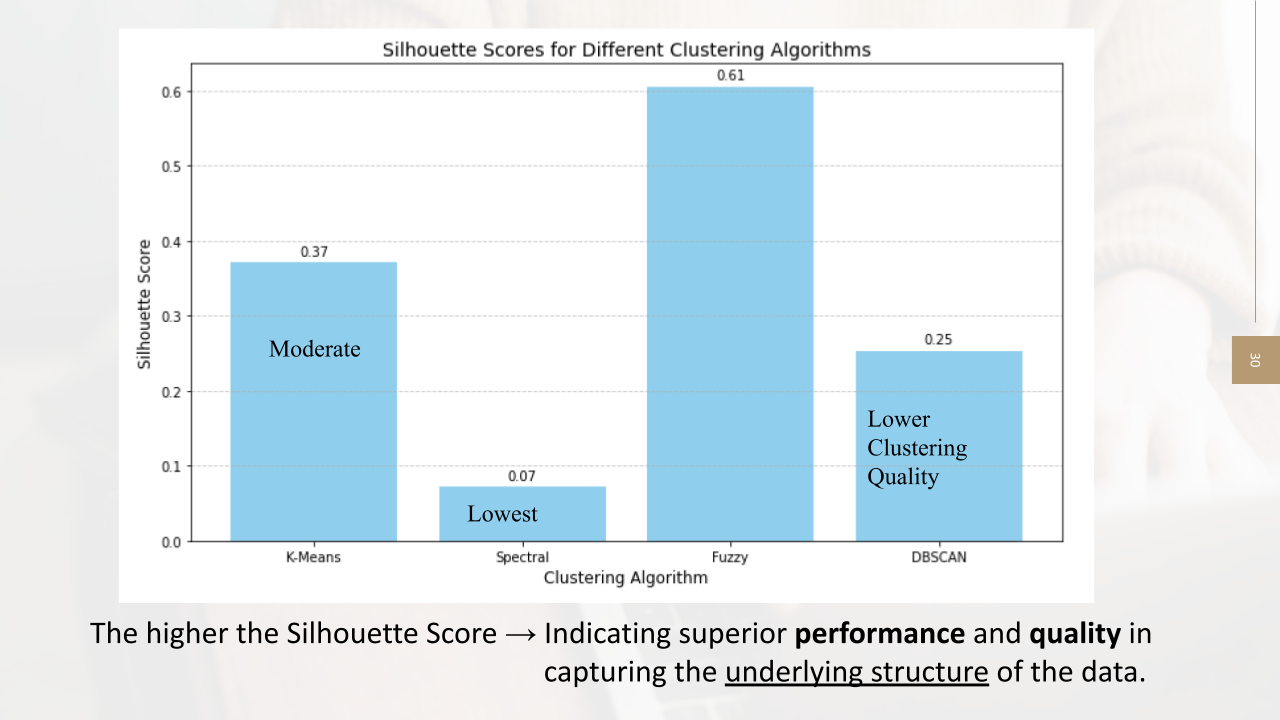 Silhouette Scores for Different Clustering Algorithms
0.61
0.6
0.5
0.4
0.37
0.3
0.25
0.2
0.1
0.07
0.0
Silhouette Score
Moderate
Lowest
Lower
Clustering
Quality
K-Means Spectral Fuzzy DBSCAN
Clustering Algorithm
30
The higher the Silhouette Score → Indicating superior performance and quality in
capturing the underlying structure of the data.